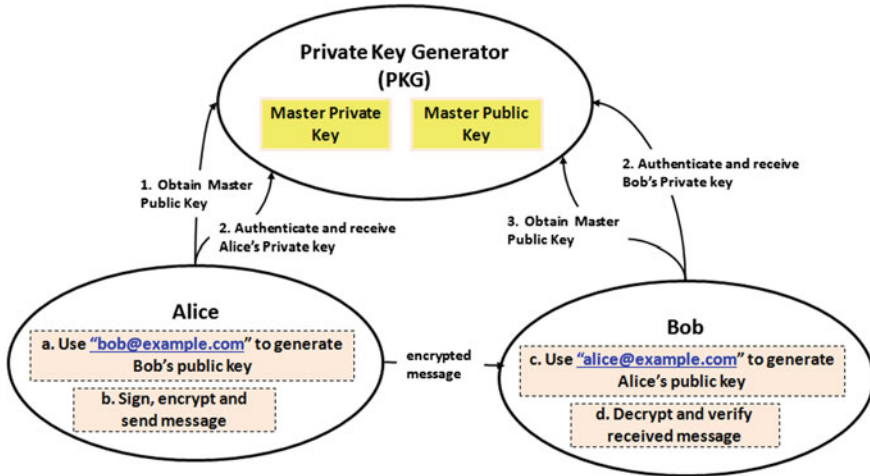 Private Key Generator
(PKG)
Master Private
Key
Master Public
Key
1. Obtain Master
Public Key
2. Authenticate and receive
Alice's Private key
2. Authenticate and receive
Bob's Private key
3. Obtain Master
Public Key
Alice
a. Use "bob@example.com" to generate
Bob's public key
b. Sign, encrypt and
send message
encrypted
message
Bob
c. Use "alice@example.com" to generate
Alice's public key
d. Decrypt and verify
received message